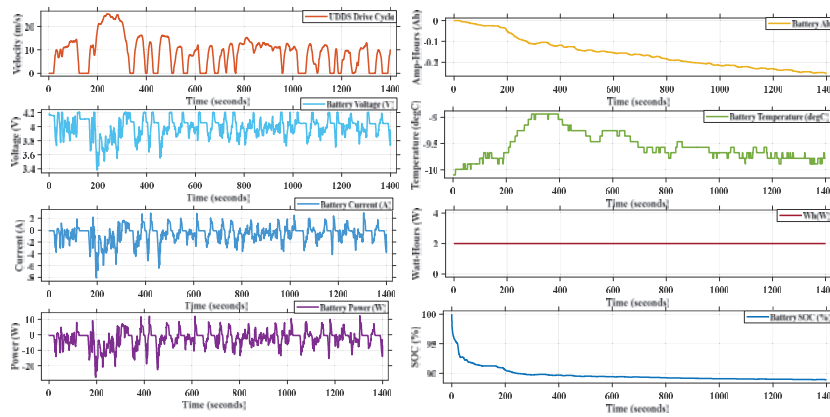 UDDS Drive Cycle
Velocity (m/s)
20
10
0
0 200 400 600 800 1000 1200 1400
Time (seconds)
Battery Voltage (V)
Voltage (V)
4.2
4
3.8
3.6
3.4
0 200 400 600 800 1000 1200 1400
Time (seconds)
Battery Current (A)
Current (A)
2
0
-2
-4
-6
0 200 400 600 800 1000 1200 1400
Time (seconds)
Battery Power (W)
Power (W)
10
0
-10
-20
0 200 400 600 800 1000 1200 1400
Time (seconds)
Battery Ah
Amp-Hours (Ah)
0
-0.1
0 200 400 600 800 1000 1200 1400
Time (seconds)
Battery Temperature (degC)
Temperature (degC)
-10
0 200 400 600 800 1000 1200 1400
Time (seconds)
Wh(W)
Watt-Hours (W)
4
2
0
0 200 400 600 800 1000 1200 1400
Time (seconds)
Battery SOC (%)
SOC (%)
100
0 200 400 600 800 1000 1200 1400
Time (seconds)